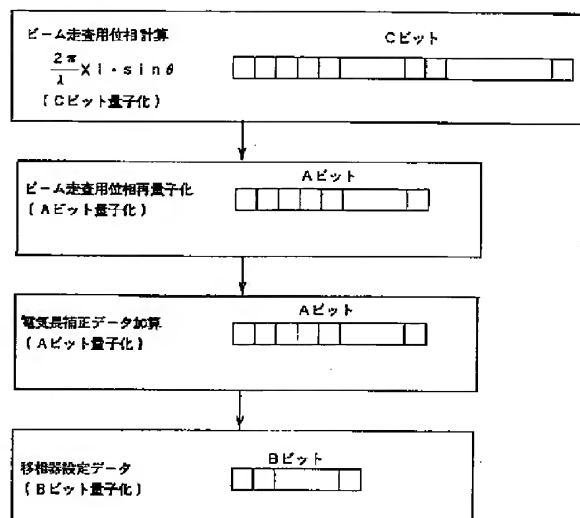 ビーム走査用位相計算
Cビット
2π/λ X l・sinθ
(Cビット量子化)
ビーム走査用位相再量子化
Aビット
(Aビット量子化)
電気長補正データ加算
Aビット
(Aビット量子化)
移相器設定データ
Bビット
(Bビット量子化)